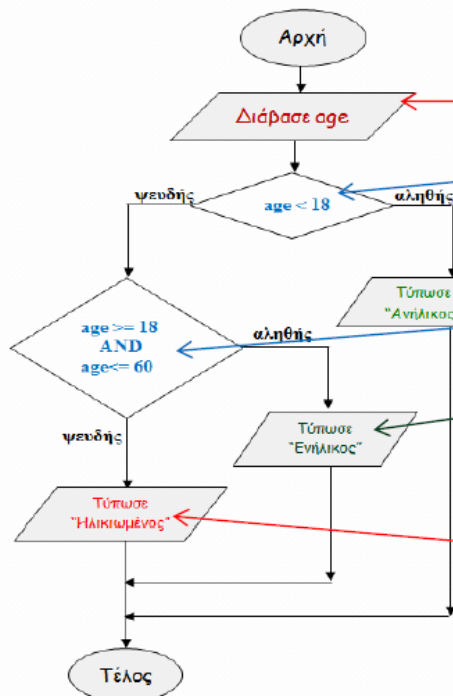 Αρχή
Διάβασε age
ψευδής
αληθής
age < 18
Τύπωσε
"Ανήλικος
age >= 18
AND
age<= 60
αληθής
ψευδής
Τύπωσε
"Ενήλικος"
Τύπωσε
"Ηλικιωμένος"
Τέλος